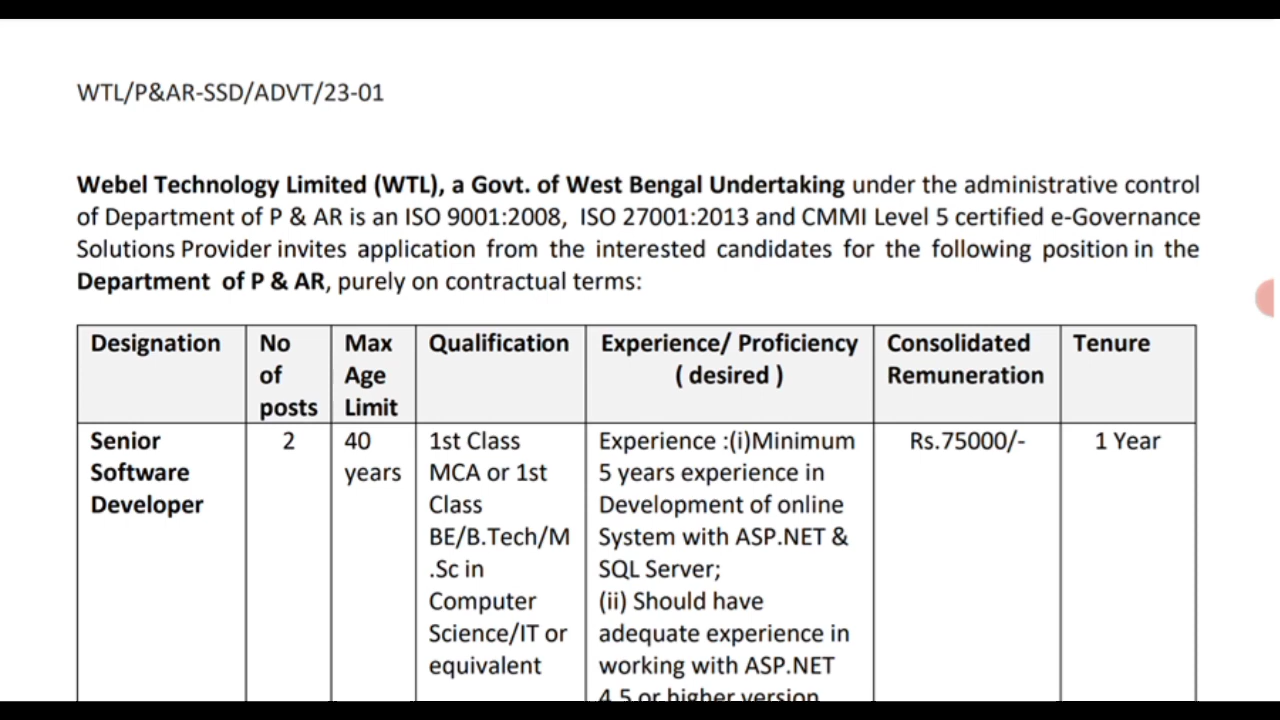 WTL/P&AR-SSD/ADVT/23-01
Webel Technology Limited (WTL), a Govt. of West Bengal Undertaking under the administrative control
of Department of P & AR is an ISO 9001:2008, ISO 27001:2013 and CMMI Level 5 certified e-Governance
Solutions Provider invites application from the interested candidates for the following position in the
Department of P & AR, purely on contractual terms:
Designation
No
of
posts
Max
Age
Limit
Qualification
Experience/ Proficiency
( desired )
Consolidated
Remuneration
Tenure
Senior
Software
Developer
2
40
years
1st Class
MCA or 1st
Class
BE/B.Tech/M
.Sc in
Computer
Science/IT or
equivalent
Experience :(i)Minimum
5 years experience in
Development of online
System with ASP.NET &
SQL Server;
(ii) Should have
adequate experience in
working with ASP.NET
4.5 or higher version
Rs.75000/-
1 Year